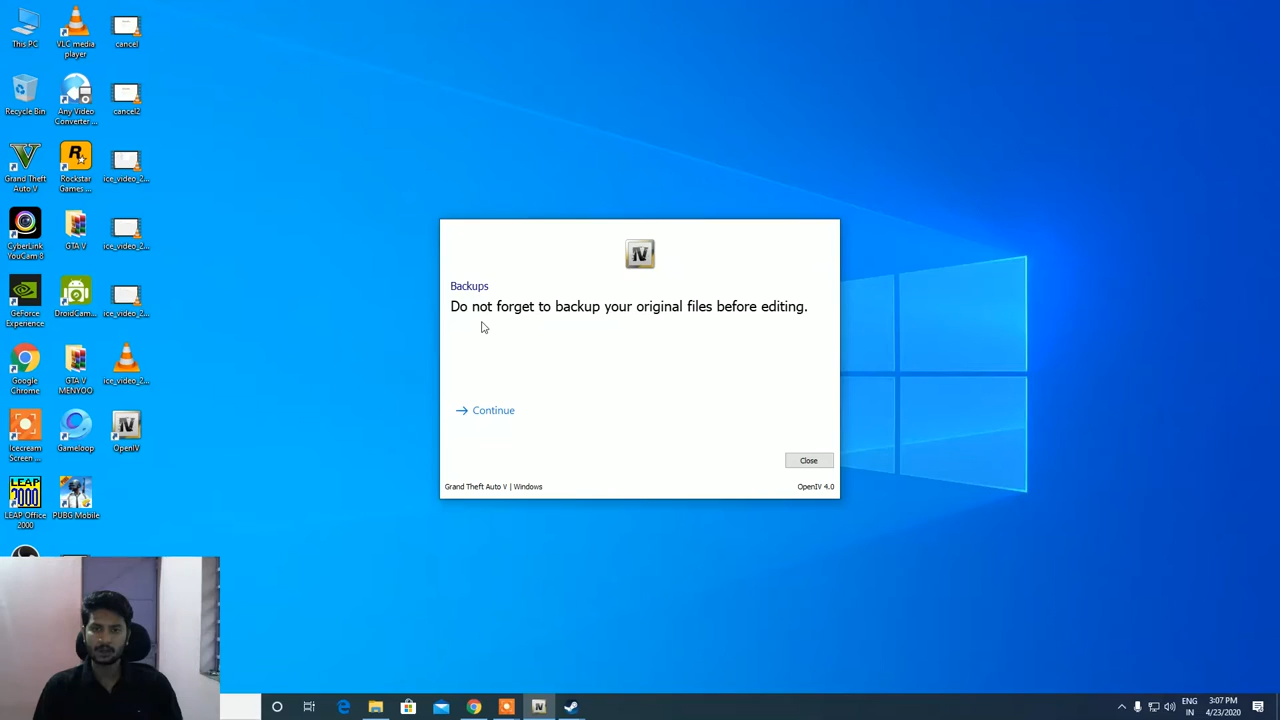 This PC
VLC media
player
cancel
Recycle Bin
Any Video
Converter ...
cancel2
Grand Theft
Auto V
Rockstar
Games...
ice_video_2...
CyberLink
YouCam 8
GTA V
ice_video_2...
GeForce
Experience
DroidCam...
ice_video_2...
Google
Chrome
GTA V
MENYOO
ice_video_2...
Icecream
Screen ...
Gameloop
OpenIV
LEAP
2000
LEAP Office
2000
PUBG Mobile
IV
Backups
Do not forget to backup your original files before editing.
Continue
Close
Grand Theft Auto V | Windows
OpenIV 4.0
ENG
IN
3:07 PM
4/23/2020